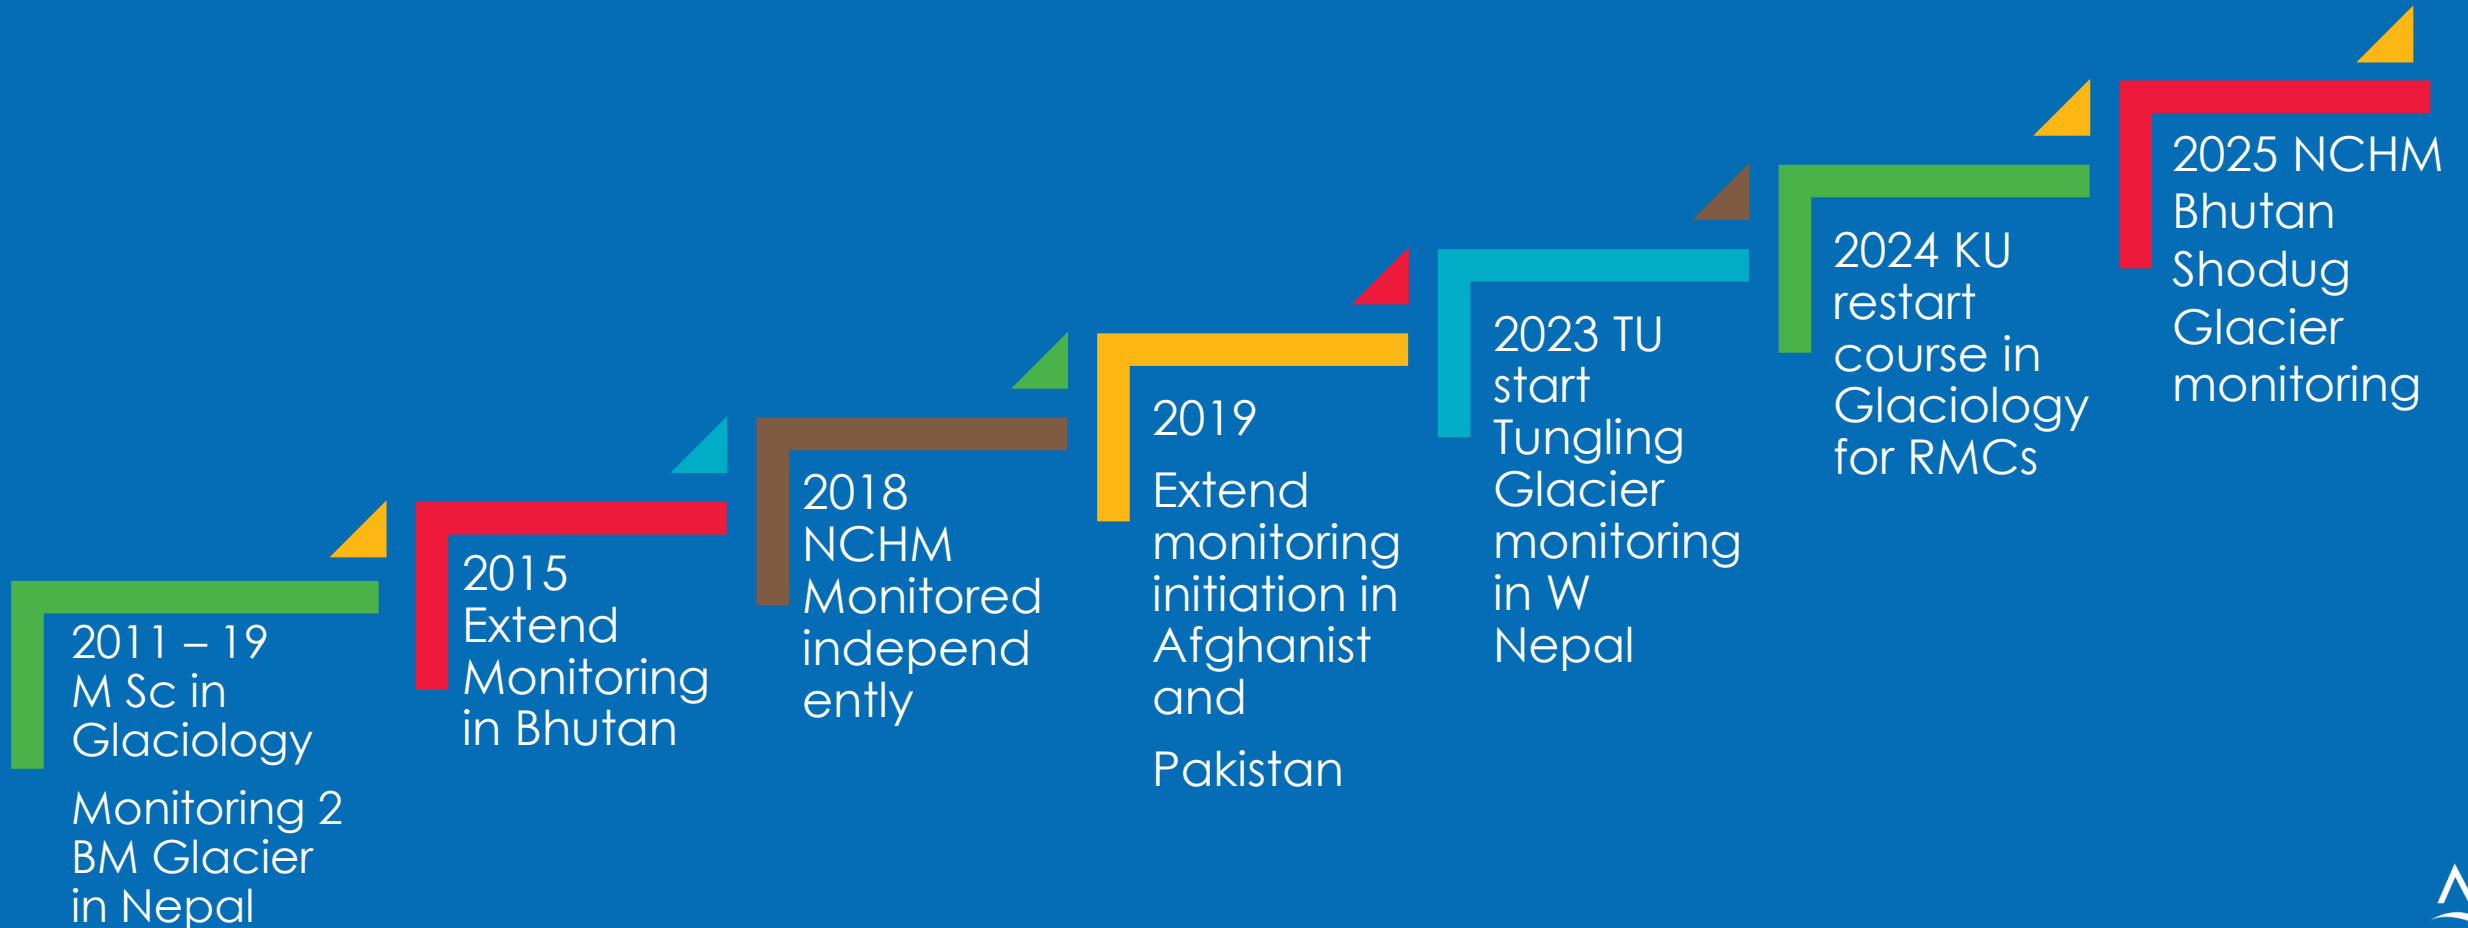 2011 – 19
M Sc in
Glaciology
Monitoring 2
BM Glacier
in Nepal
2015
Extend
Monitoring
in Bhutan
2018
NCHM
Monitored
independ
ently
2019
Extend
monitoring
initiation in
Afghanist
and
Pakistan
2023 TU
start
Tungling
Glacier
monitoring
in W
Nepal
2024 KU
restart
course in
Glaciology
for RMCs
2025 NCHM
Bhutan
Shodug
Glacier
monitoring